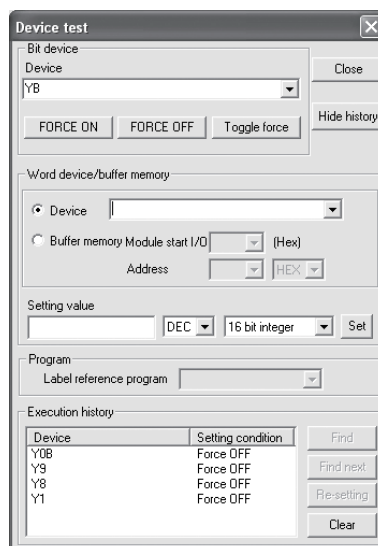 Device test
Bit device
Device
Close
YB
FORCE ON FORCE OFF Toggle force
Hide history
Word device/buffer memory
Device
Buffer memory Module start I/O (Hex)
Address HEX
Setting value
DEC 16 bit integer Set
Program
Label reference program
Execution history
Device Setting condition Find
Y0B Force OFF
Y9 Force OFF
Find next
Y8 Force OFF
Y1 Force OFF
Re-setting
Clear